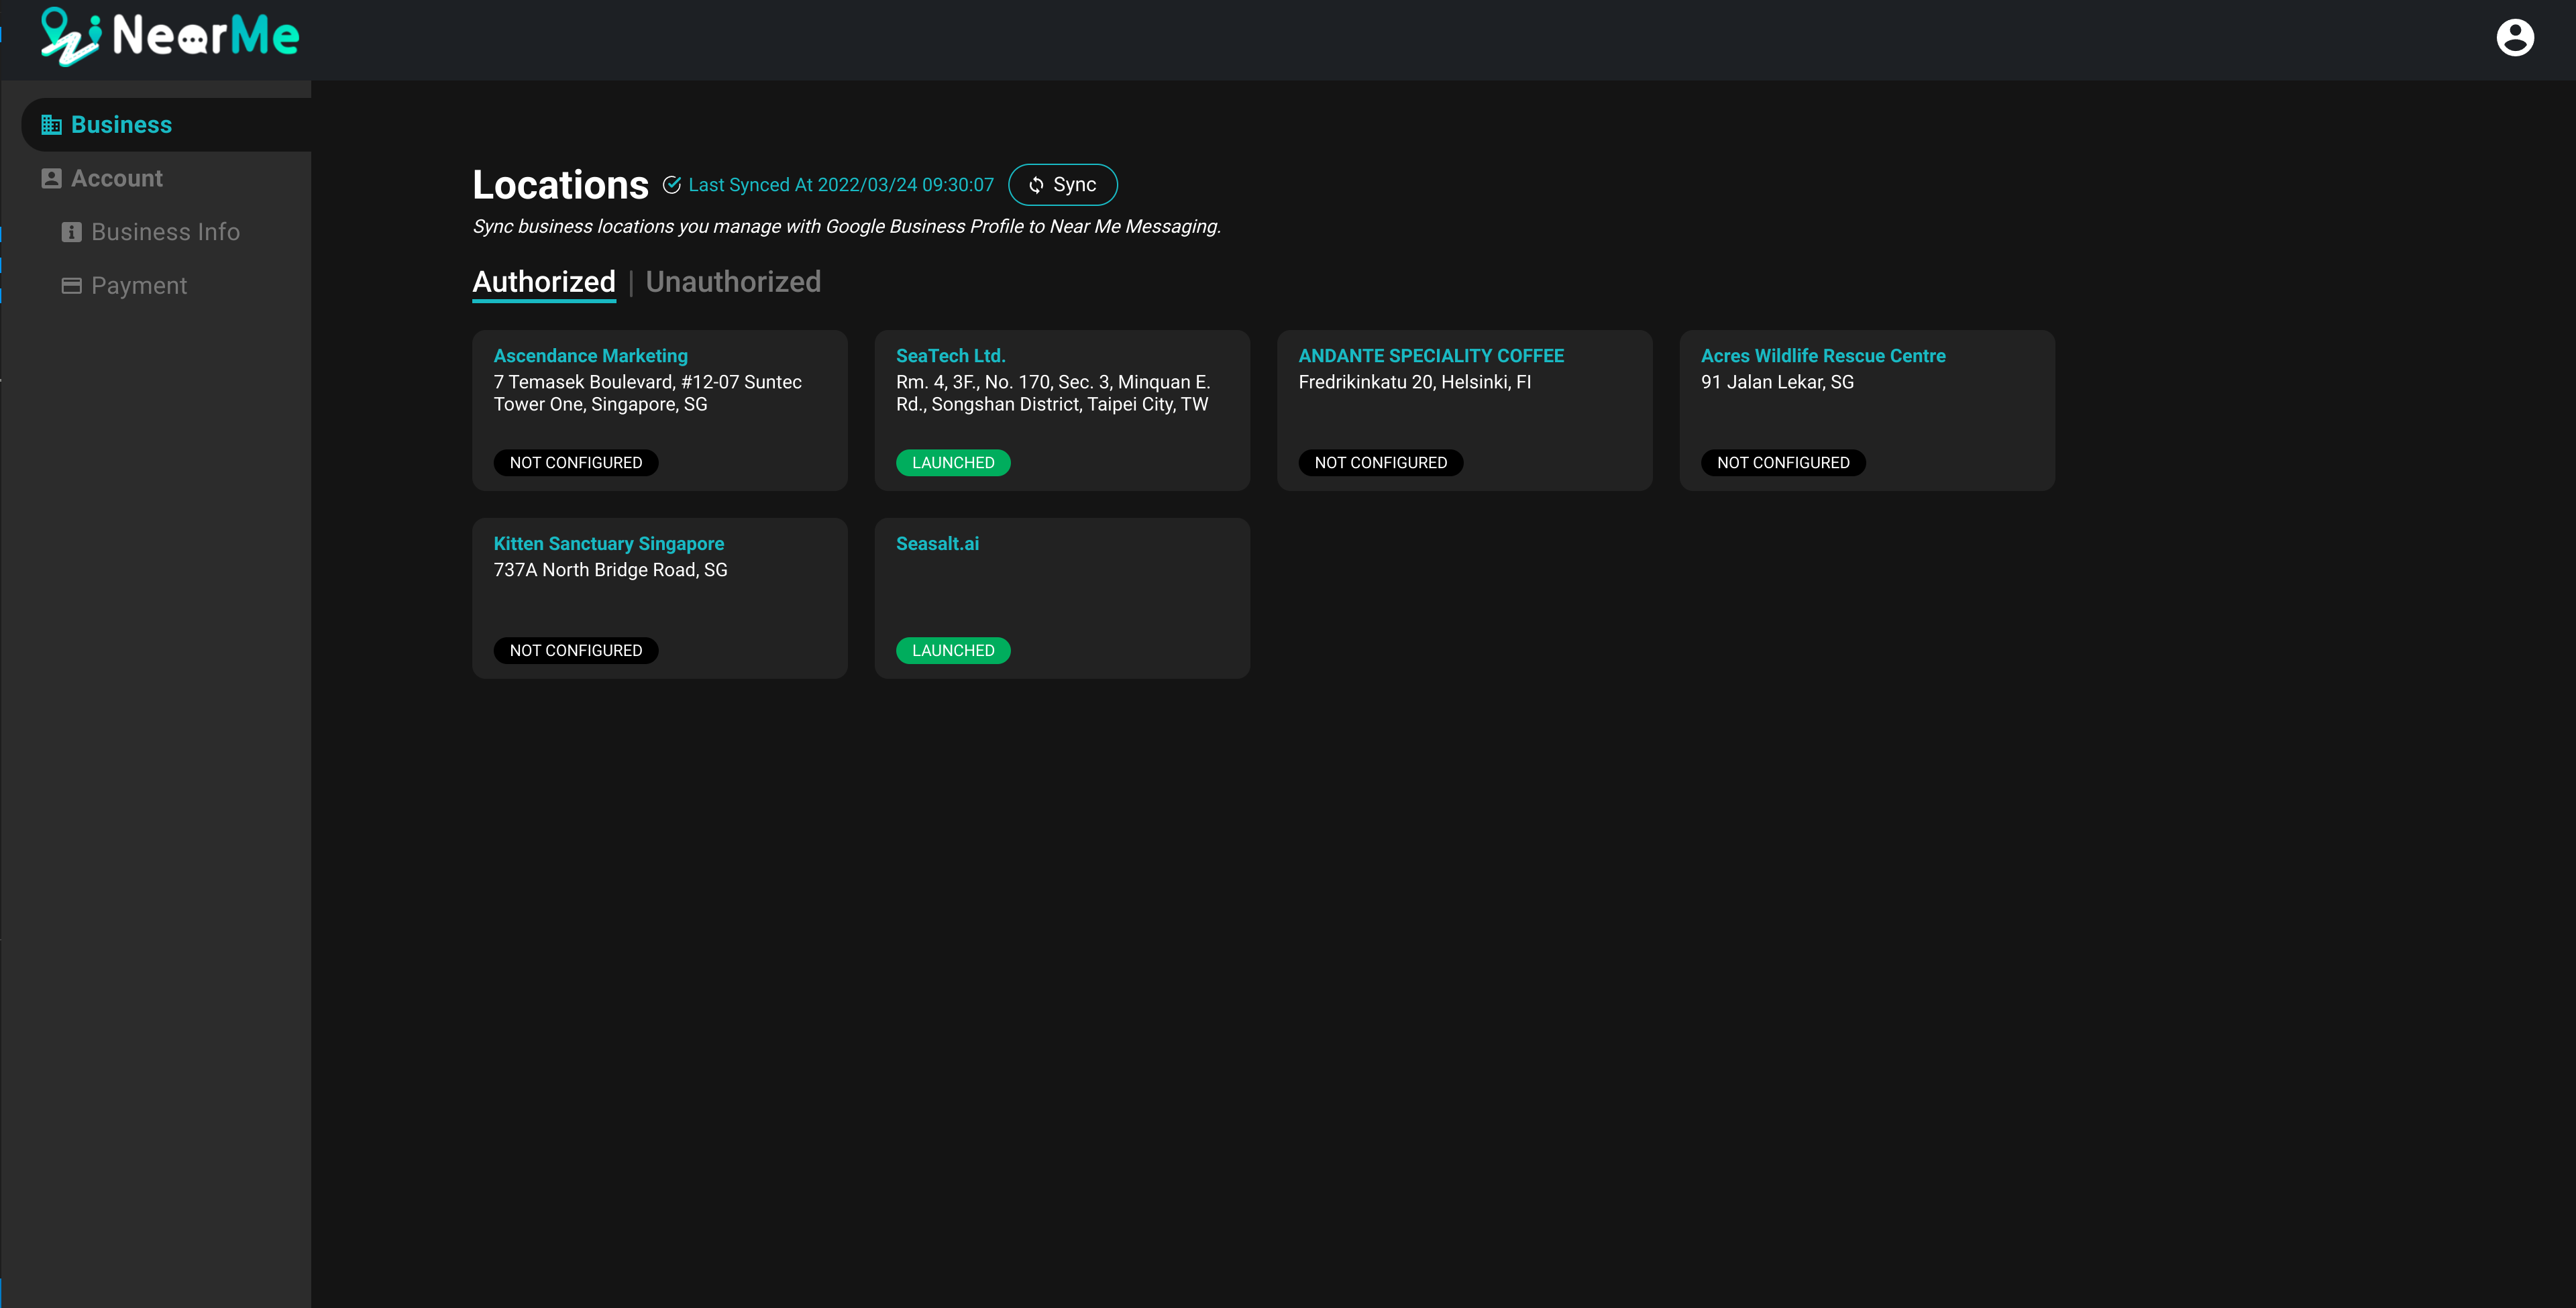 NearMe
Business
Account
Business Info
Payment
Locations Last Synced At 2022/03/24 09:30:07 Sync
Sync business locations you manage with Google Business Profile to Near Me Messaging.
Authorized | Unauthorized
Ascendance Marketing
7 Temasek Boulevard, #12-07 Suntec
Tower One, Singapore, SG
NOT CONFIGURED
SeaTech Ltd.
Rm. 4, 3F., No. 170, Sec. 3, Minquan E.
Rd., Songshan District, Taipei City, TW
LAUNCHED
ANDANTE SPECIALITY COFFEE
Fredrikinkatu 20, Helsinki, FI
NOT CONFIGURED
Acres Wildlife Rescue Centre
91 Jalan Lekar, SG
NOT CONFIGURED
Kitten Sanctuary Singapore
737A North Bridge Road, SG
NOT CONFIGURED
Seasalt.ai
LAUNCHED